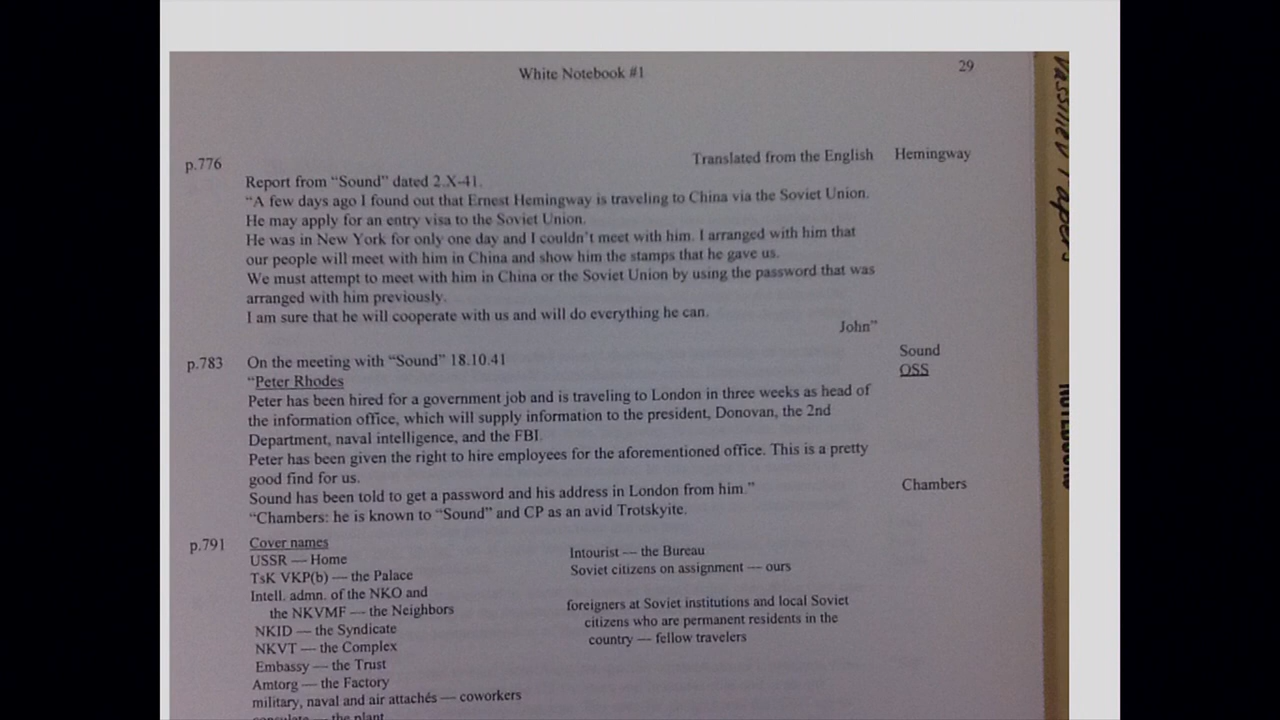 White Notebook #1
29
p.776
Translated from the English Hemingway
Report from “Sound” dated 2.X-41.
“A few days ago I found out that Ernest Hemingway is traveling to China via the Soviet Union.
He may apply for an entry visa to the Soviet Union.
He was in New York for only one day and I couldn’t meet with him. I arranged with him that
our people will meet with him in China and show him the stamps that he gave us.
We must attempt to meet with him in China or the Soviet Union by using the password that was
arranged with him previously.
I am sure that he will cooperate with us and will do everything he can.
John”
p.783 On the meeting with “Sound” 18.10.41
Sound
OSS
“Peter Rhodes
Peter has been hired for a government job and is traveling to London in three weeks as head of
the information office, which will supply information to the president, Donovan, the 2nd
Department, naval intelligence, and the FBI.
Peter has been given the right to hire employees for the aforementioned office. This is a pretty
good find for us.
Sound has been told to get a password and his address in London from him.”
Chambers
“Chambers: he is known to “Sound” and CP as an avid Trotskyite.
p.791 Cover names
USSR — Home
TsK VKP(b) — the Palace
Intell. admn. of the NKO and
the NKVMF — the Neighbors
NKID — the Syndicate
NKVT — the Complex
Embassy — the Trust
Amtorg — the Factory
military, naval and air attachés — coworkers
consulate — the plant
Intourist — the Bureau
Soviet citizens on assignment — ours
foreigners at Soviet institutions and local Soviet
citizens who are permanent residents in the
country — fellow travelers
Vassiliev Papers